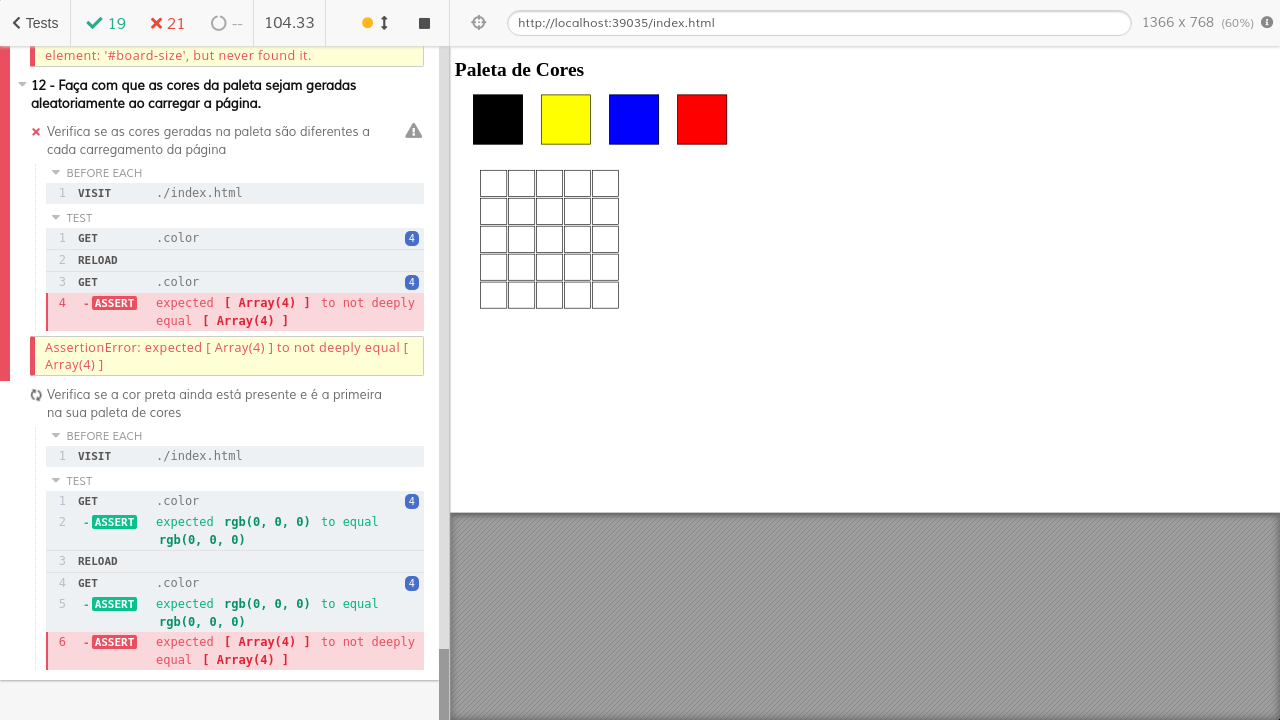 Tests 19 21 -- 104.33 http://localhost:39035/index.html 1366 x 768 (60%)
element: '#board-size', but never found it.
12 - Faça com que as cores da paleta sejam geradas
aleatoriamente ao carregar a página.
Verifica se as cores geradas na paleta são diferentes a
cada carregamento da página
BEFORE EACH
1 VISIT ./index.html
TEST
1 GET .color 4
2 RELOAD
3 GET .color 4
4 -ASSERT expected [ Array(4) ] to not deeply
equal [ Array(4) ]
AssertionError: expected [ Array(4) ] to not deeply equal [
Array(4) ]
Verifica se a cor preta ainda está presente e é a primeira
na sua paleta de cores
BEFORE EACH
1 VISIT ./index.html
TEST
1 GET .color 4
2 -ASSERT expected rgb(0, 0, 0) to equal
rgb(0, 0, 0)
3 RELOAD
4 GET .color 4
5 -ASSERT expected rgb(0, 0, 0) to equal
rgb(0, 0, 0)
6 -ASSERT expected [ Array(4) ] to not deeply
equal [ Array(4) ]
Paleta de Cores